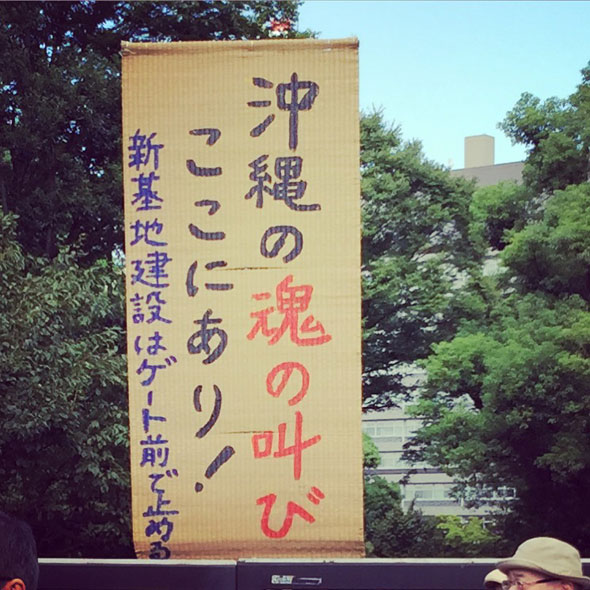 沖縄の魂の叫び
ここにあり!
新基地建設はゲート前で止める